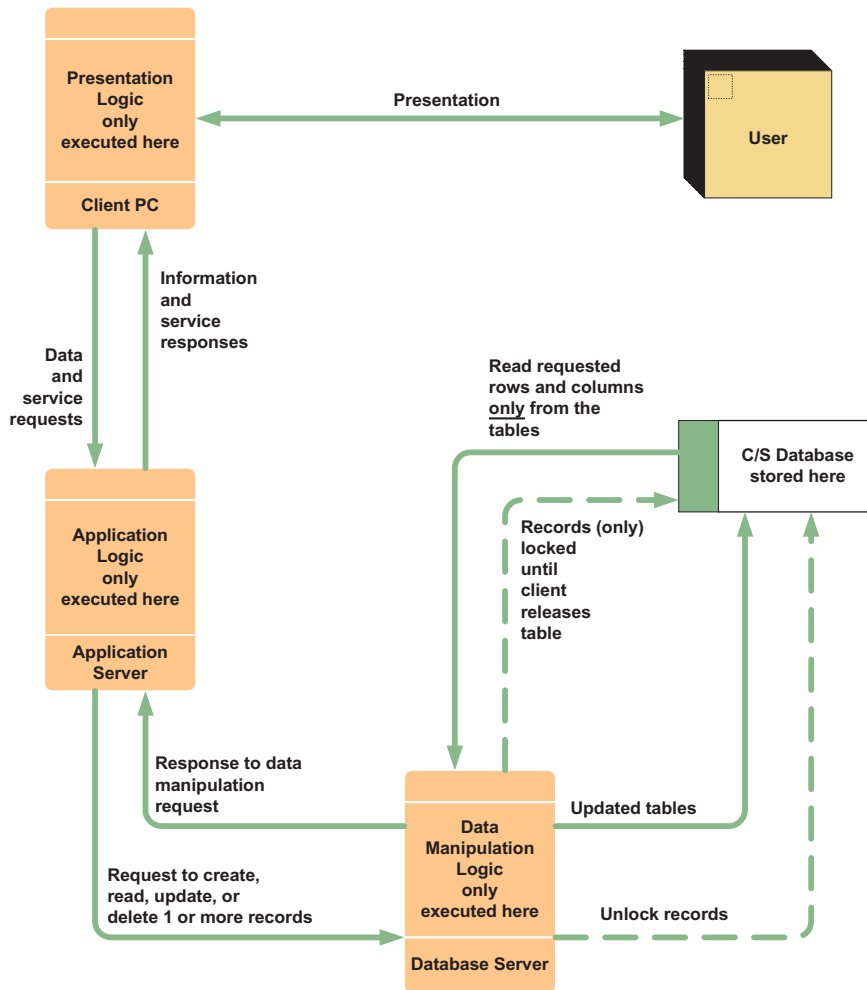 Presentation
Logic
only
executed here
Client PC
Presentation
User
Information
and
service
responses
Data
and
service
requests
Read requested
rows and columns
only from the
tables
C/S Database
stored here
Application
Logic
only
executed here
Application
Server
Records (only)
locked
until
client
releases
table
Response to data
manipulation
request
Updated tables
Data
Manipulation
Logic
only
executed here
Database Server
Request to create,
read, update, or
delete 1 or more records
Unlock records